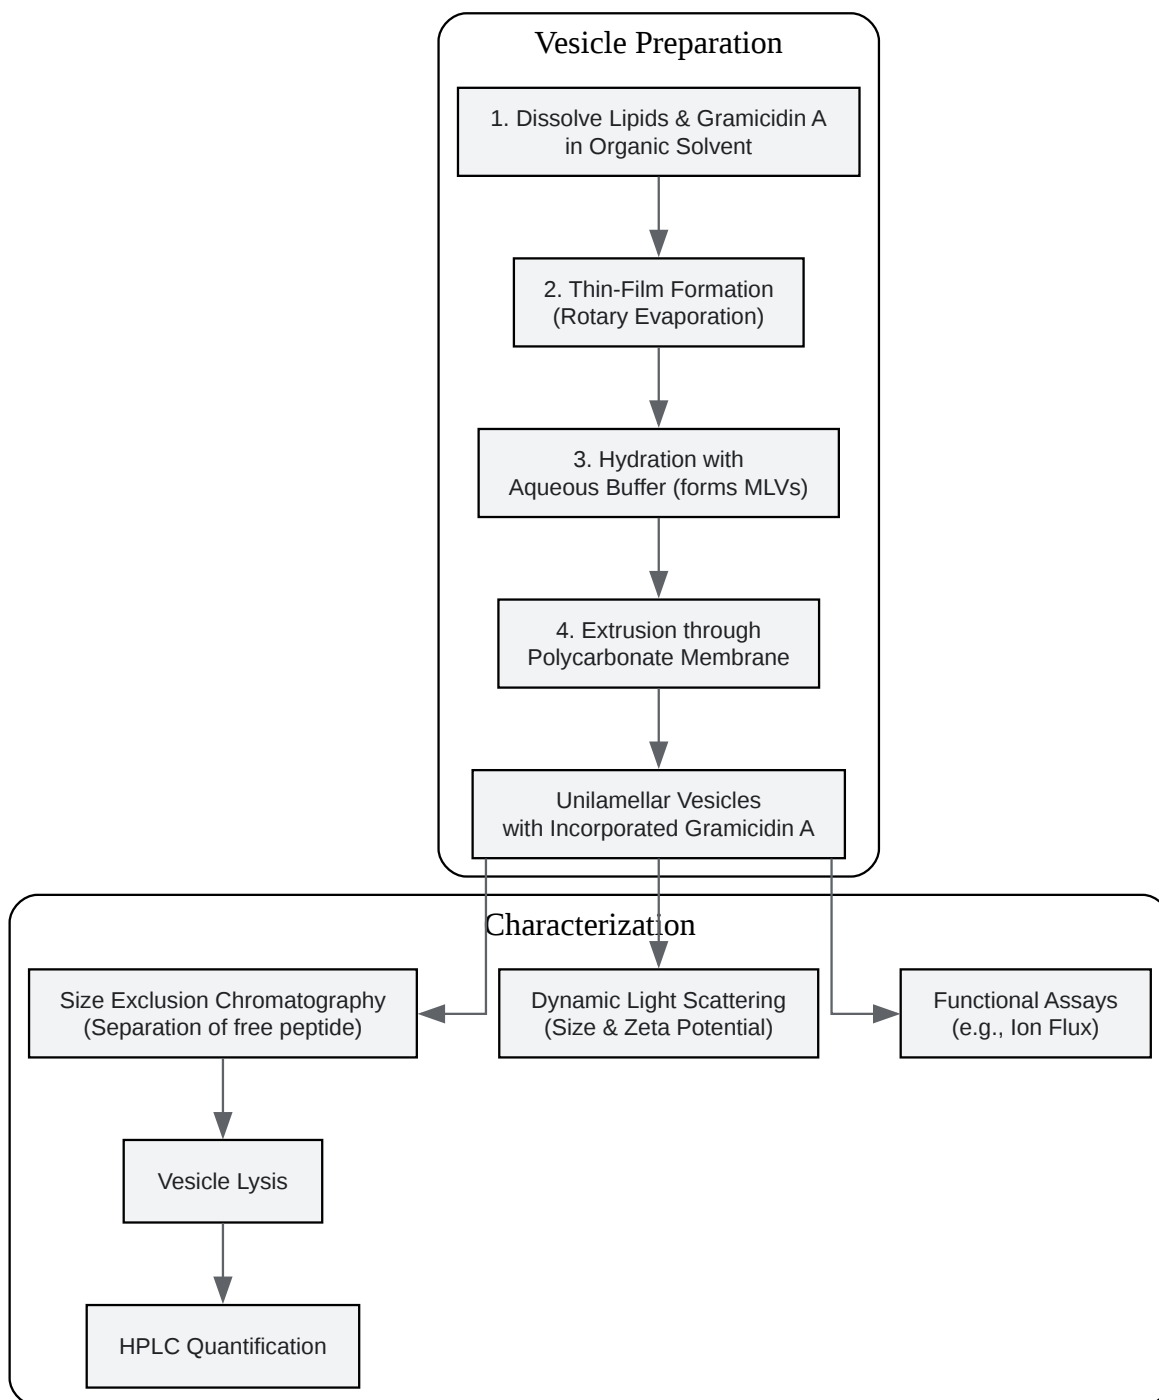 Vesicle Preparation
1. Dissolve Lipids & Gramicidin A
in Organic Solvent
2. Thin-Film Formation
(Rotary Evaporation)
3. Hydration with
Aqueous Buffer (forms MLVs)
4. Extrusion through
Polycarbonate Membrane
Unilamellar Vesicles
with Incorporated Gramicidin A
Characterization
Size Exclusion Chromatography
(Separation of free peptide)
Dynamic Light Scattering
(Size & Zeta Potential)
Functional Assays
(e.g., Ion Flux)
Vesicle Lysis
HPLC Quantification